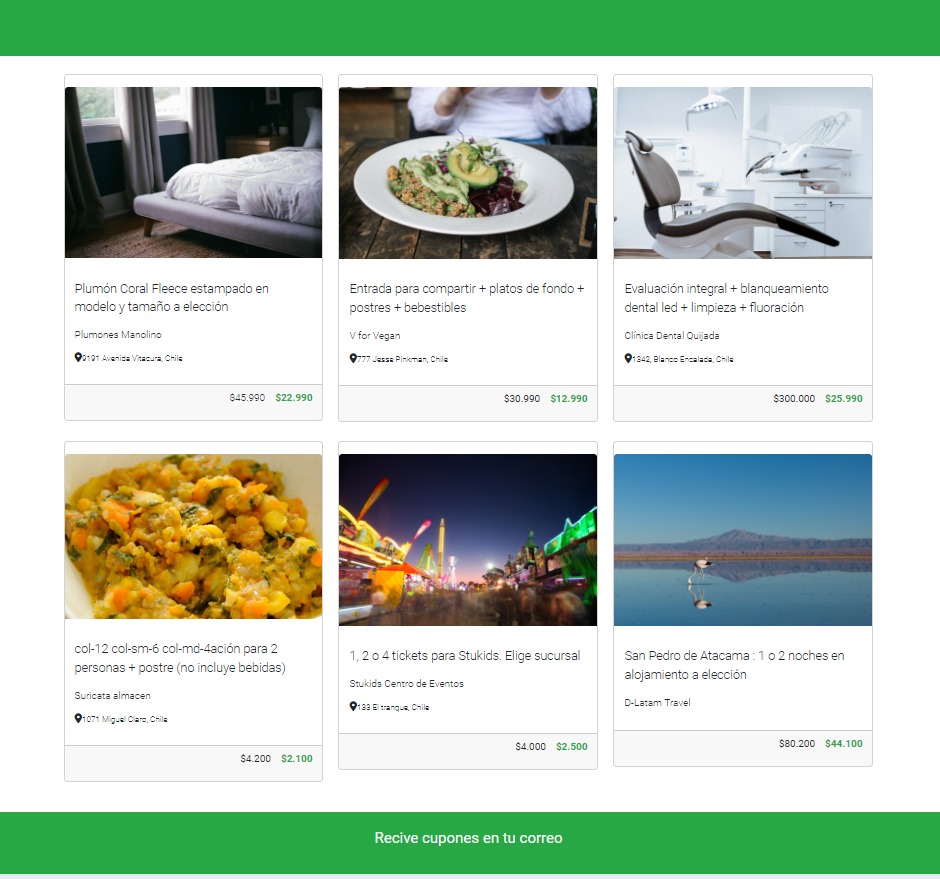 Plumón Coral Fleece estampado en
modelo y tamaño a elección
Plumones Manolino
9191 Avenida Vitacura, Chile
$45.990 $22.990
Entrada para compartir + platos de fondo +
postres + bebestibles
V for Vegan
777 Jesse Pinkman, Chile
$30.990 $12.990
Evaluación integral + blanqueamiento
dental led + limpieza + fluoración
Clínica Dental Quijada
1342, Blanco Encalada, Chile
$300.000 $25.990
col-12 col-sm-6 col-md-4ación para 2
personas + postre (no incluye bebidas)
Suricata almacen
1071 Miguel Claro, Chile
$4.200 $2.100
1, 2 o 4 tickets para Stukids. Elige sucursal
Stukids Centro de Eventos
133 El tranque, Chile
$4.000 $2.500
San Pedro de Atacama : 1 o 2 noches en
alojamiento a elección
D-Latam Travel
$80.200 $44.100
Recive cupones en tu correo